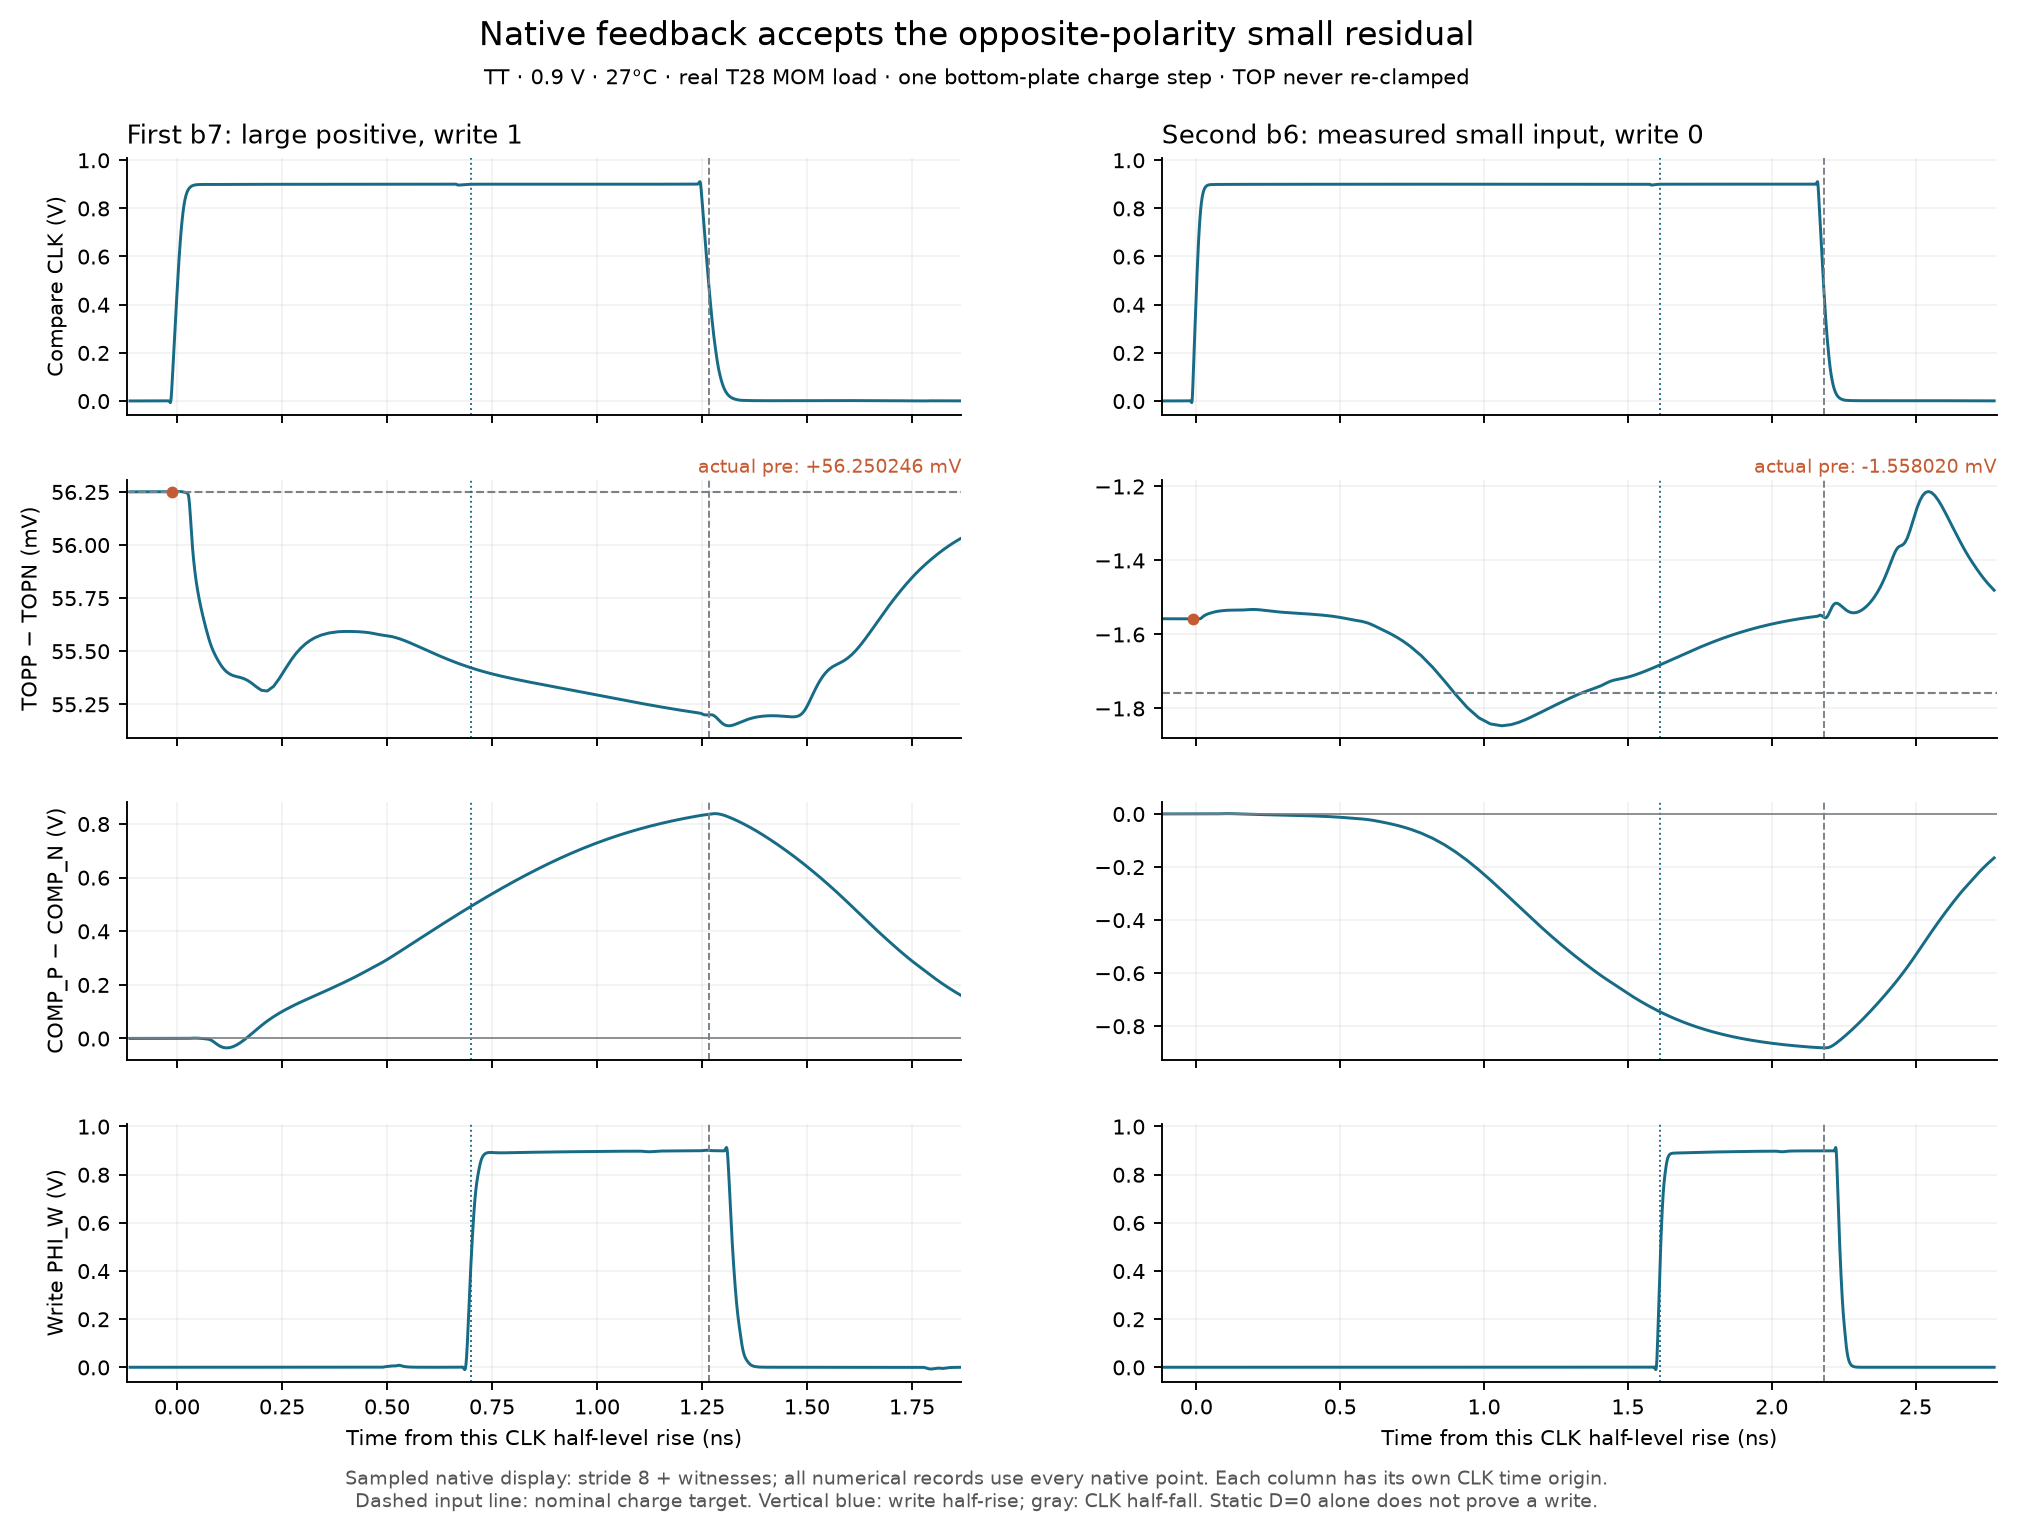 Native feedback accepts the opposite-polarity small residual
TT · 0.9 V · 27°C · real T28 MOM load · one bottom-plate charge step · TOP never re-clamped
First b7: large positive, write 1
Second b6: measured small input, write 0
Compare CLK (V)
1.0
0.8
0.6
0.4
0.2
0.0
1.0
0.8
0.6
0.4
0.2
0.0
actual pre: +56.250246 mV
actual pre: -1.558020 mV
TOPP − TOPN (mV)
56.25
56.00
55.75
55.50
55.25
−1.2
−1.4
−1.6
−1.8
COMP_P − COMP_N (V)
0.8
0.6
0.4
0.2
0.0
0.0
−0.2
−0.4
−0.6
−0.8
Write PHI_W (V)
1.0
0.8
0.6
0.4
0.2
0.0
1.0
0.8
0.6
0.4
0.2
0.0
0.00 0.25 0.50 0.75 1.00 1.25 1.50 1.75
0.0 0.5 1.0 1.5 2.0 2.5
Time from this CLK half-level rise (ns)
Time from this CLK half-level rise (ns)
Sampled native display: stride 8 + witnesses; all numerical records use every native point. Each column has its own CLK time origin.
Dashed input line: nominal charge target. Vertical blue: write half-rise; gray: CLK half-fall. Static D=0 alone does not prove a write.